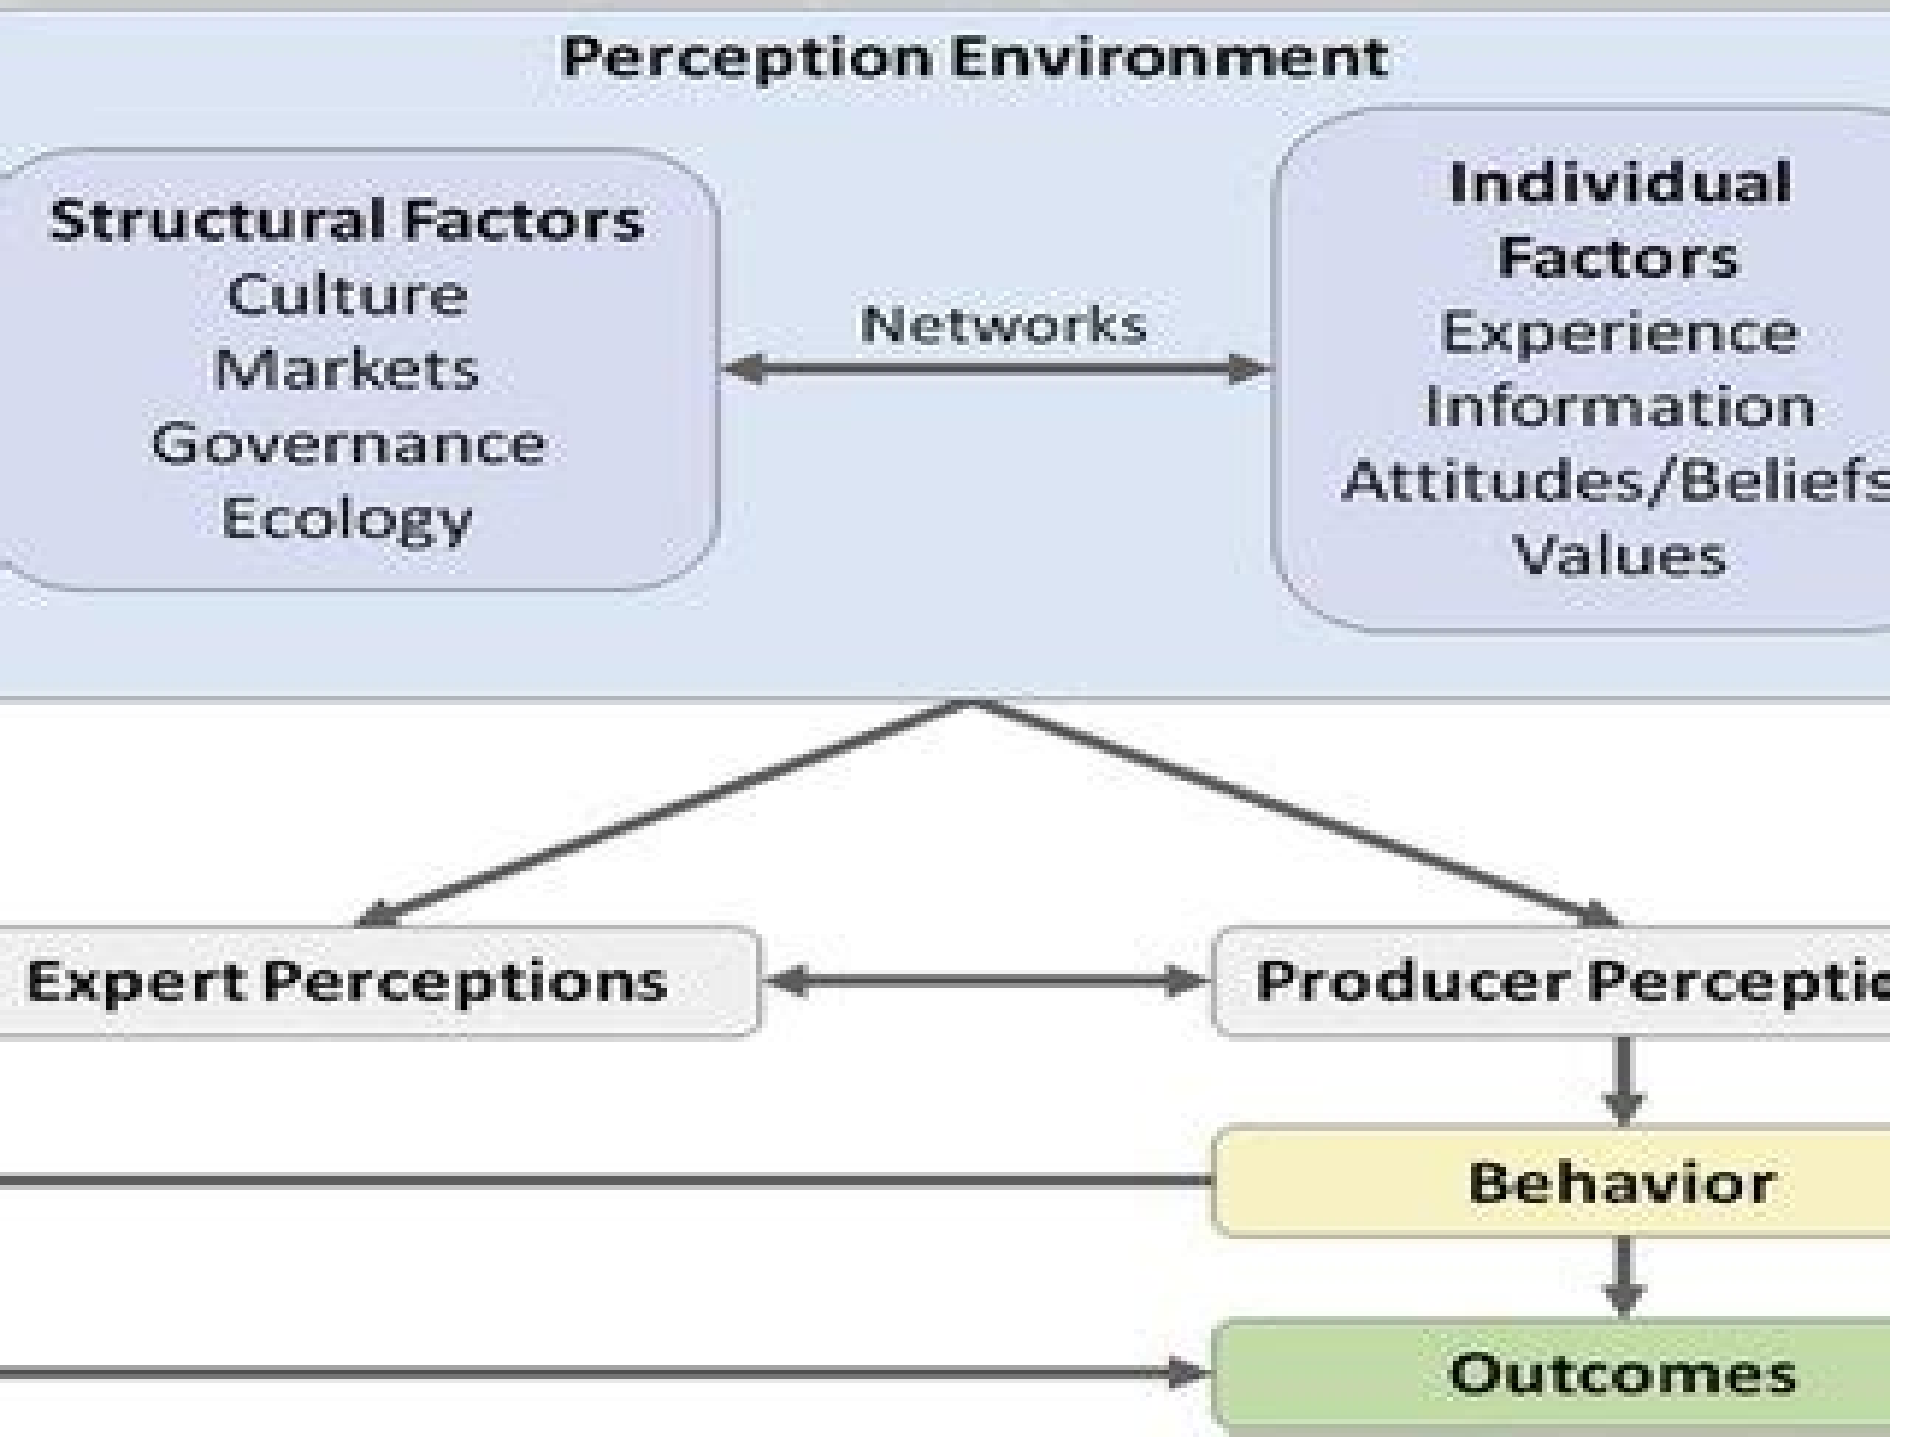 Perception Environment
Structural Factors
Culture
Markets
Governance
Ecology
Networks
Individual
Factors
Experience
Information
Attitudes/Beliefs
Values
Expert Perceptions
Producer Perceptio
Behavior
Outcomes